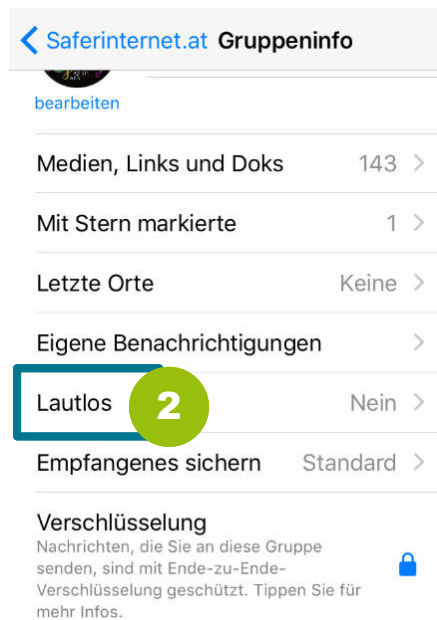 Saferinternet.at Gruppeninfo
bearbeiten
Medien, Links und Doks 143
Mit Stern markierte 1
Letzte Orte Keine
Eigene Benachrichtigungen
Lautlos 2 Nein
Empfangenes sichern Standard
Verschlüsselung
Nachrichten, die Sie an diese Gruppe
senden, sind mit Ende-zu-Ende-
Verschlüsselung geschützt. Tippen Sie für
mehr Infos.